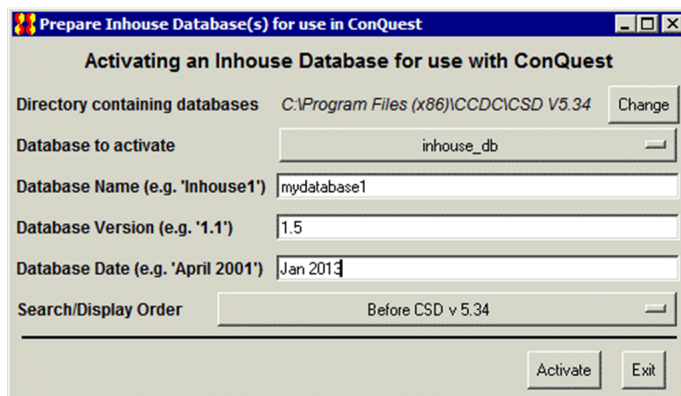 Prepare Inhouse Database(s) for use in ConQuest
Activating an Inhouse Database for use with ConQuest
Directory containing databases C:\Program Files (x86)\CCDC\CSD V5.34 Change
Database to activate inhouse_db
Database Name (e.g. 'Inhouse1') mydatabase1
Database Version (e.g. '1.1') 1.5
Database Date (e.g. 'April 2001') Jan 2013
Search/Display Order Before CSD v 5.34
Activate Exit